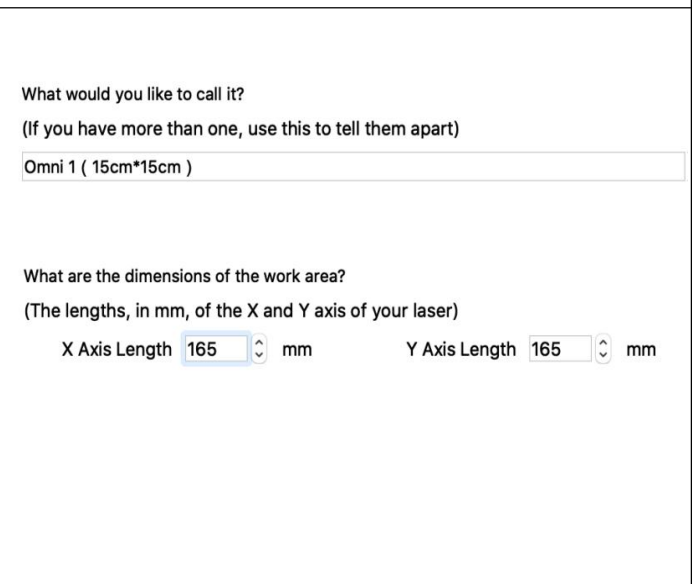 What would you like to call it?
(If you have more than one, use this to tell them apart)
Omni 1 ( 15cm*15cm )
What are the dimensions of the work area?
(The lengths, in mm, of the X and Y axis of your laser)
X Axis Length 165 mm Y Axis Length 165 mm